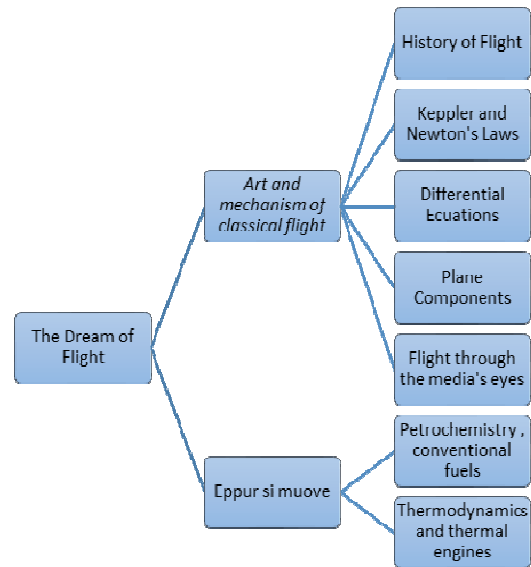 History of Flight
Keppler and
Newton's Laws
Art and
mechanism of
classical flight
Differential
Ecuations
Plane
Components
The Dream of
Flight
Flight through
the media's eyes
Petrochemistry ,
conventional
fuels
Eppur si muove
Thermodynamics
and thermal
engines